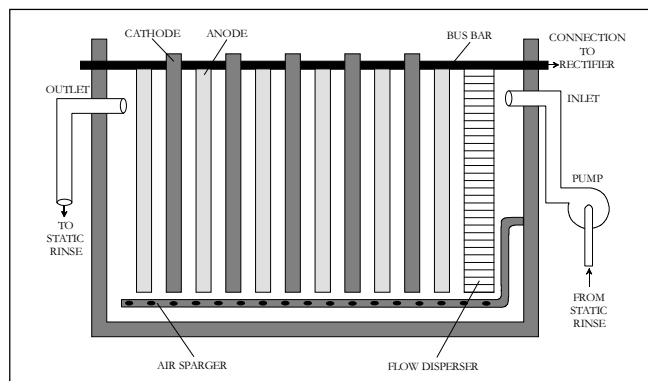 CATHODE
ANODE
BUS BAR
CONNECTION
TO
RECTIFIER
OUTLET
INLET
PUMP
TO
STATIC
RINSE
FROM
STATIC
RINSE
AIR SPARGER
FLOW DISPERSER